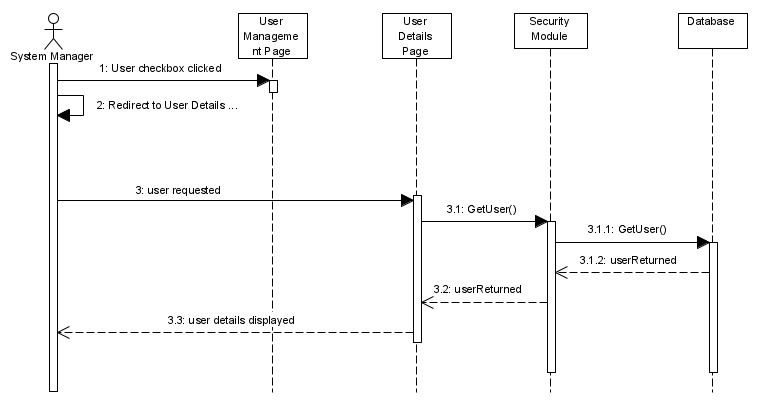 User
Manageme
nt Page
User
Details
Page
Security
Module
Database
System Manager
1: User checkbox clicked
2: Redirect to User Details ...
3: user requested
3.1: GetUser()
3.1.1: GetUser()
3.1.2: userReturned
3.2: userReturned
3.3: user details displayed